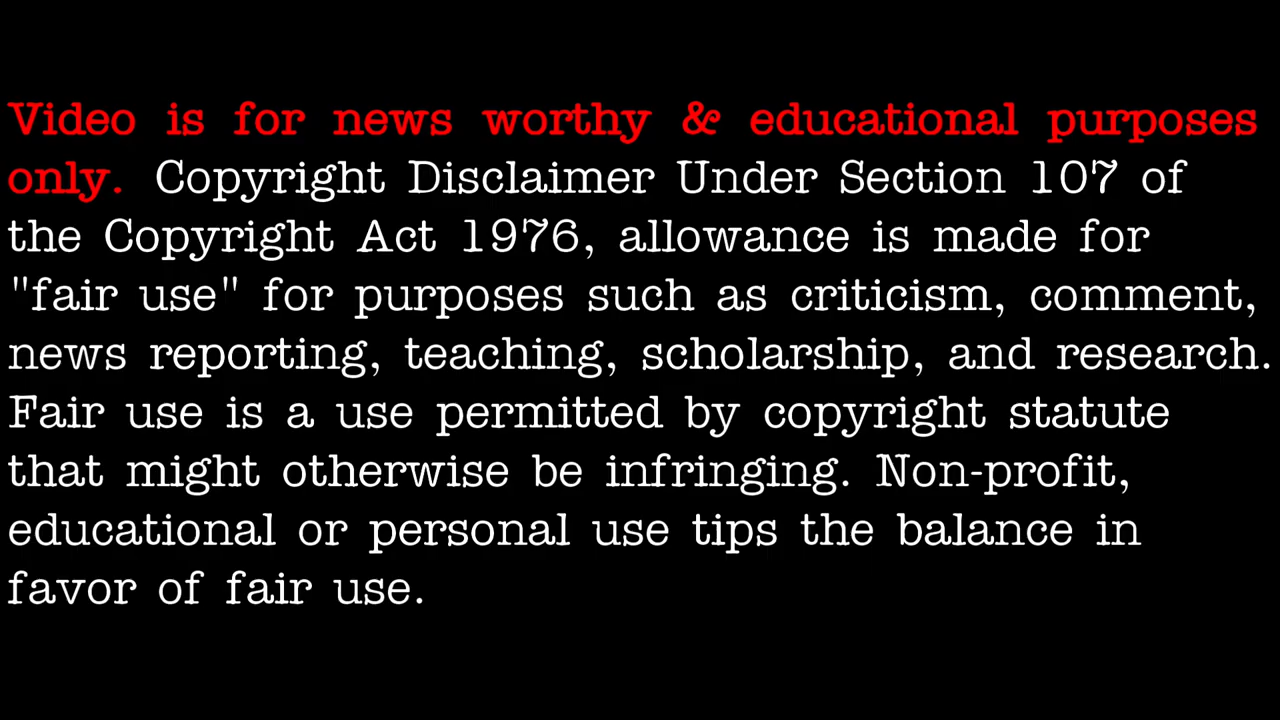 Video is for news worthy & educational purposes
only. Copyright Disclaimer Under Section 107 of
the Copyright Act 1976, allowance is made for
"fair use" for purposes such as criticism, comment,
news reporting, teaching, scholarship, and research.
Fair use is a use permitted by copyright statute
that might otherwise be infringing. Non-profit,
educational or personal use tips the balance in
favor of fair use.